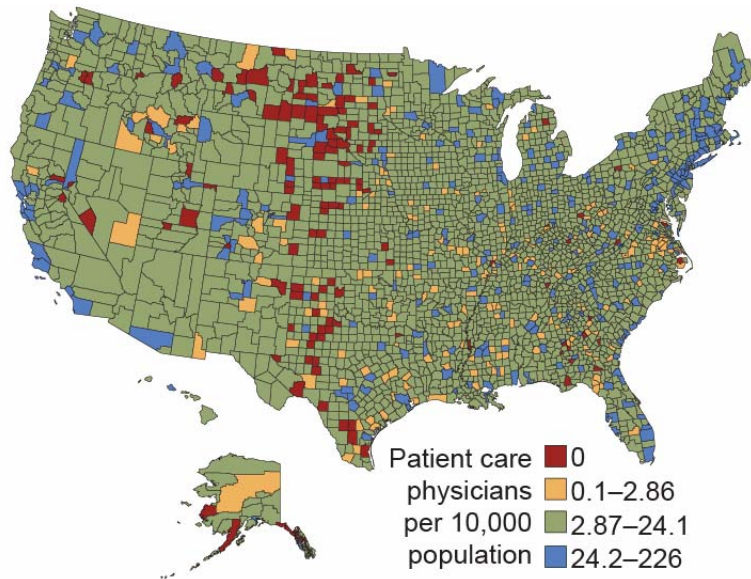 Patient care 0
physicians 0.1–2.86
per 10,000 2.87–24.1
population 24.2–226